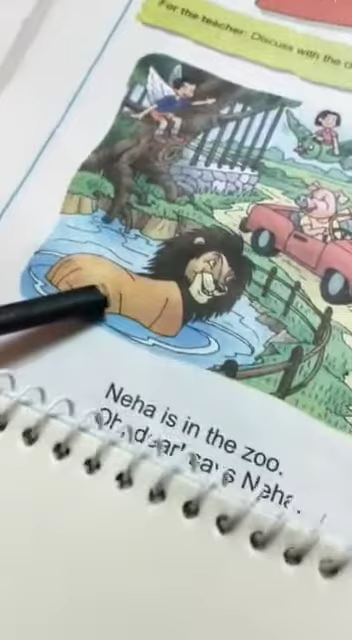 For the teacher: Discuss with the
Neha is in the zoo.
Oh, dear' says Neha.